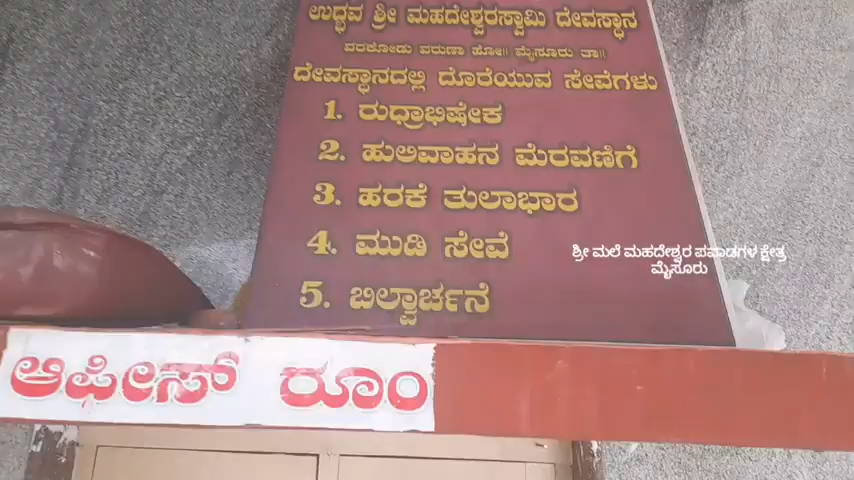 ಉದ್ಭವ ಶ್ರೀ ಮಹದೇಶ್ವರಸ್ವಾಮಿ ದೇವಸ್ಥಾನ
ವರಕೋಡು ವರುಣಾ ಹೋ॥ ಮೈಸೂರು ತಾ॥
ದೇವಸ್ಥಾನದಲ್ಲಿ ದೊರೆಯುವ ಸೇವೆಗಳು
1. ರುಧ್ರಾಭಿಷೇಕ
2. ಹುಲಿವಾಹನ ಮೆರವಣಿಗೆ
3. ಹರಕೆ ತುಲಾಭಾರ
4. ಮುಡಿ ಸೇವೆ
5. ಬಿಲ್ವಾರ್ಚನೆ
ಶ್ರೀ ಮಲೆ ಮಹದೇಶ್ವರ ಪವಾಡಗಳ ಕ್ಷೇತ್ರ
ಮೈಸೂರು
ಆಫೀಸ್ ರೂಂ